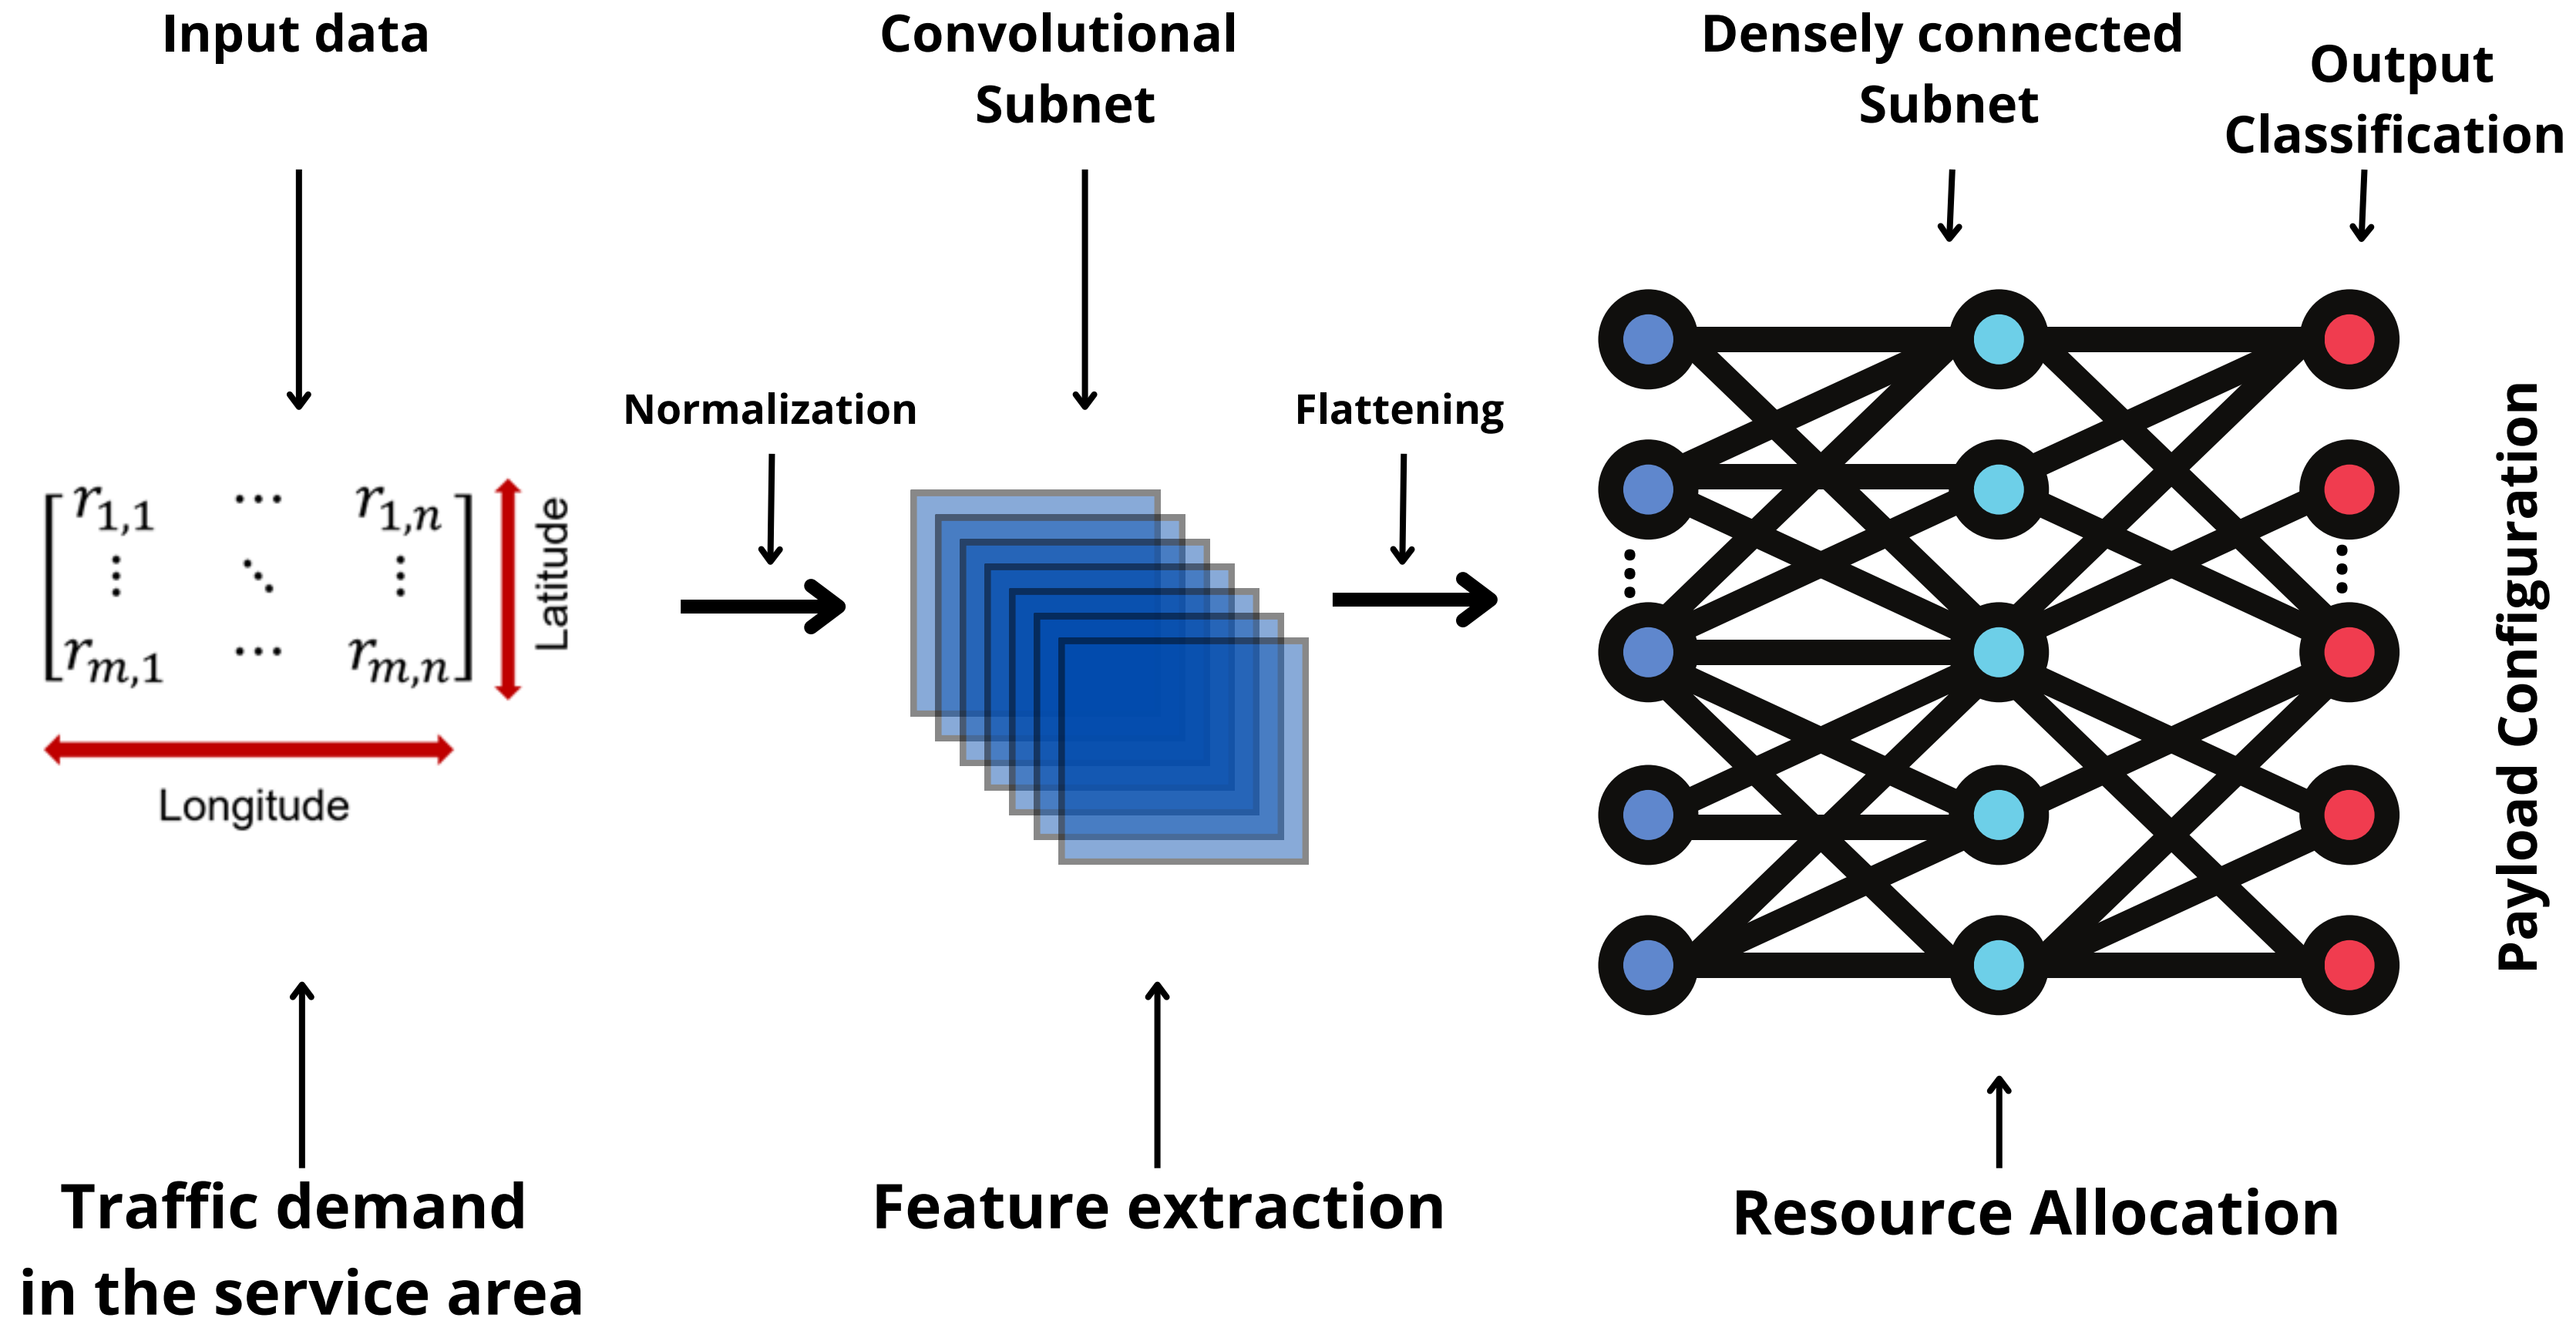 Input data
Convolutional
Subnet
Densely connected
Subnet
Output
Classification
Normalization
Flattening
r1,1 ⋯ r1,n
⋮ ⋱ ⋮
rm,1 ⋯ rm,n
Latitude
Longitude
Payload Configuration
Traffic demand
in the service area
Feature extraction
Resource Allocation